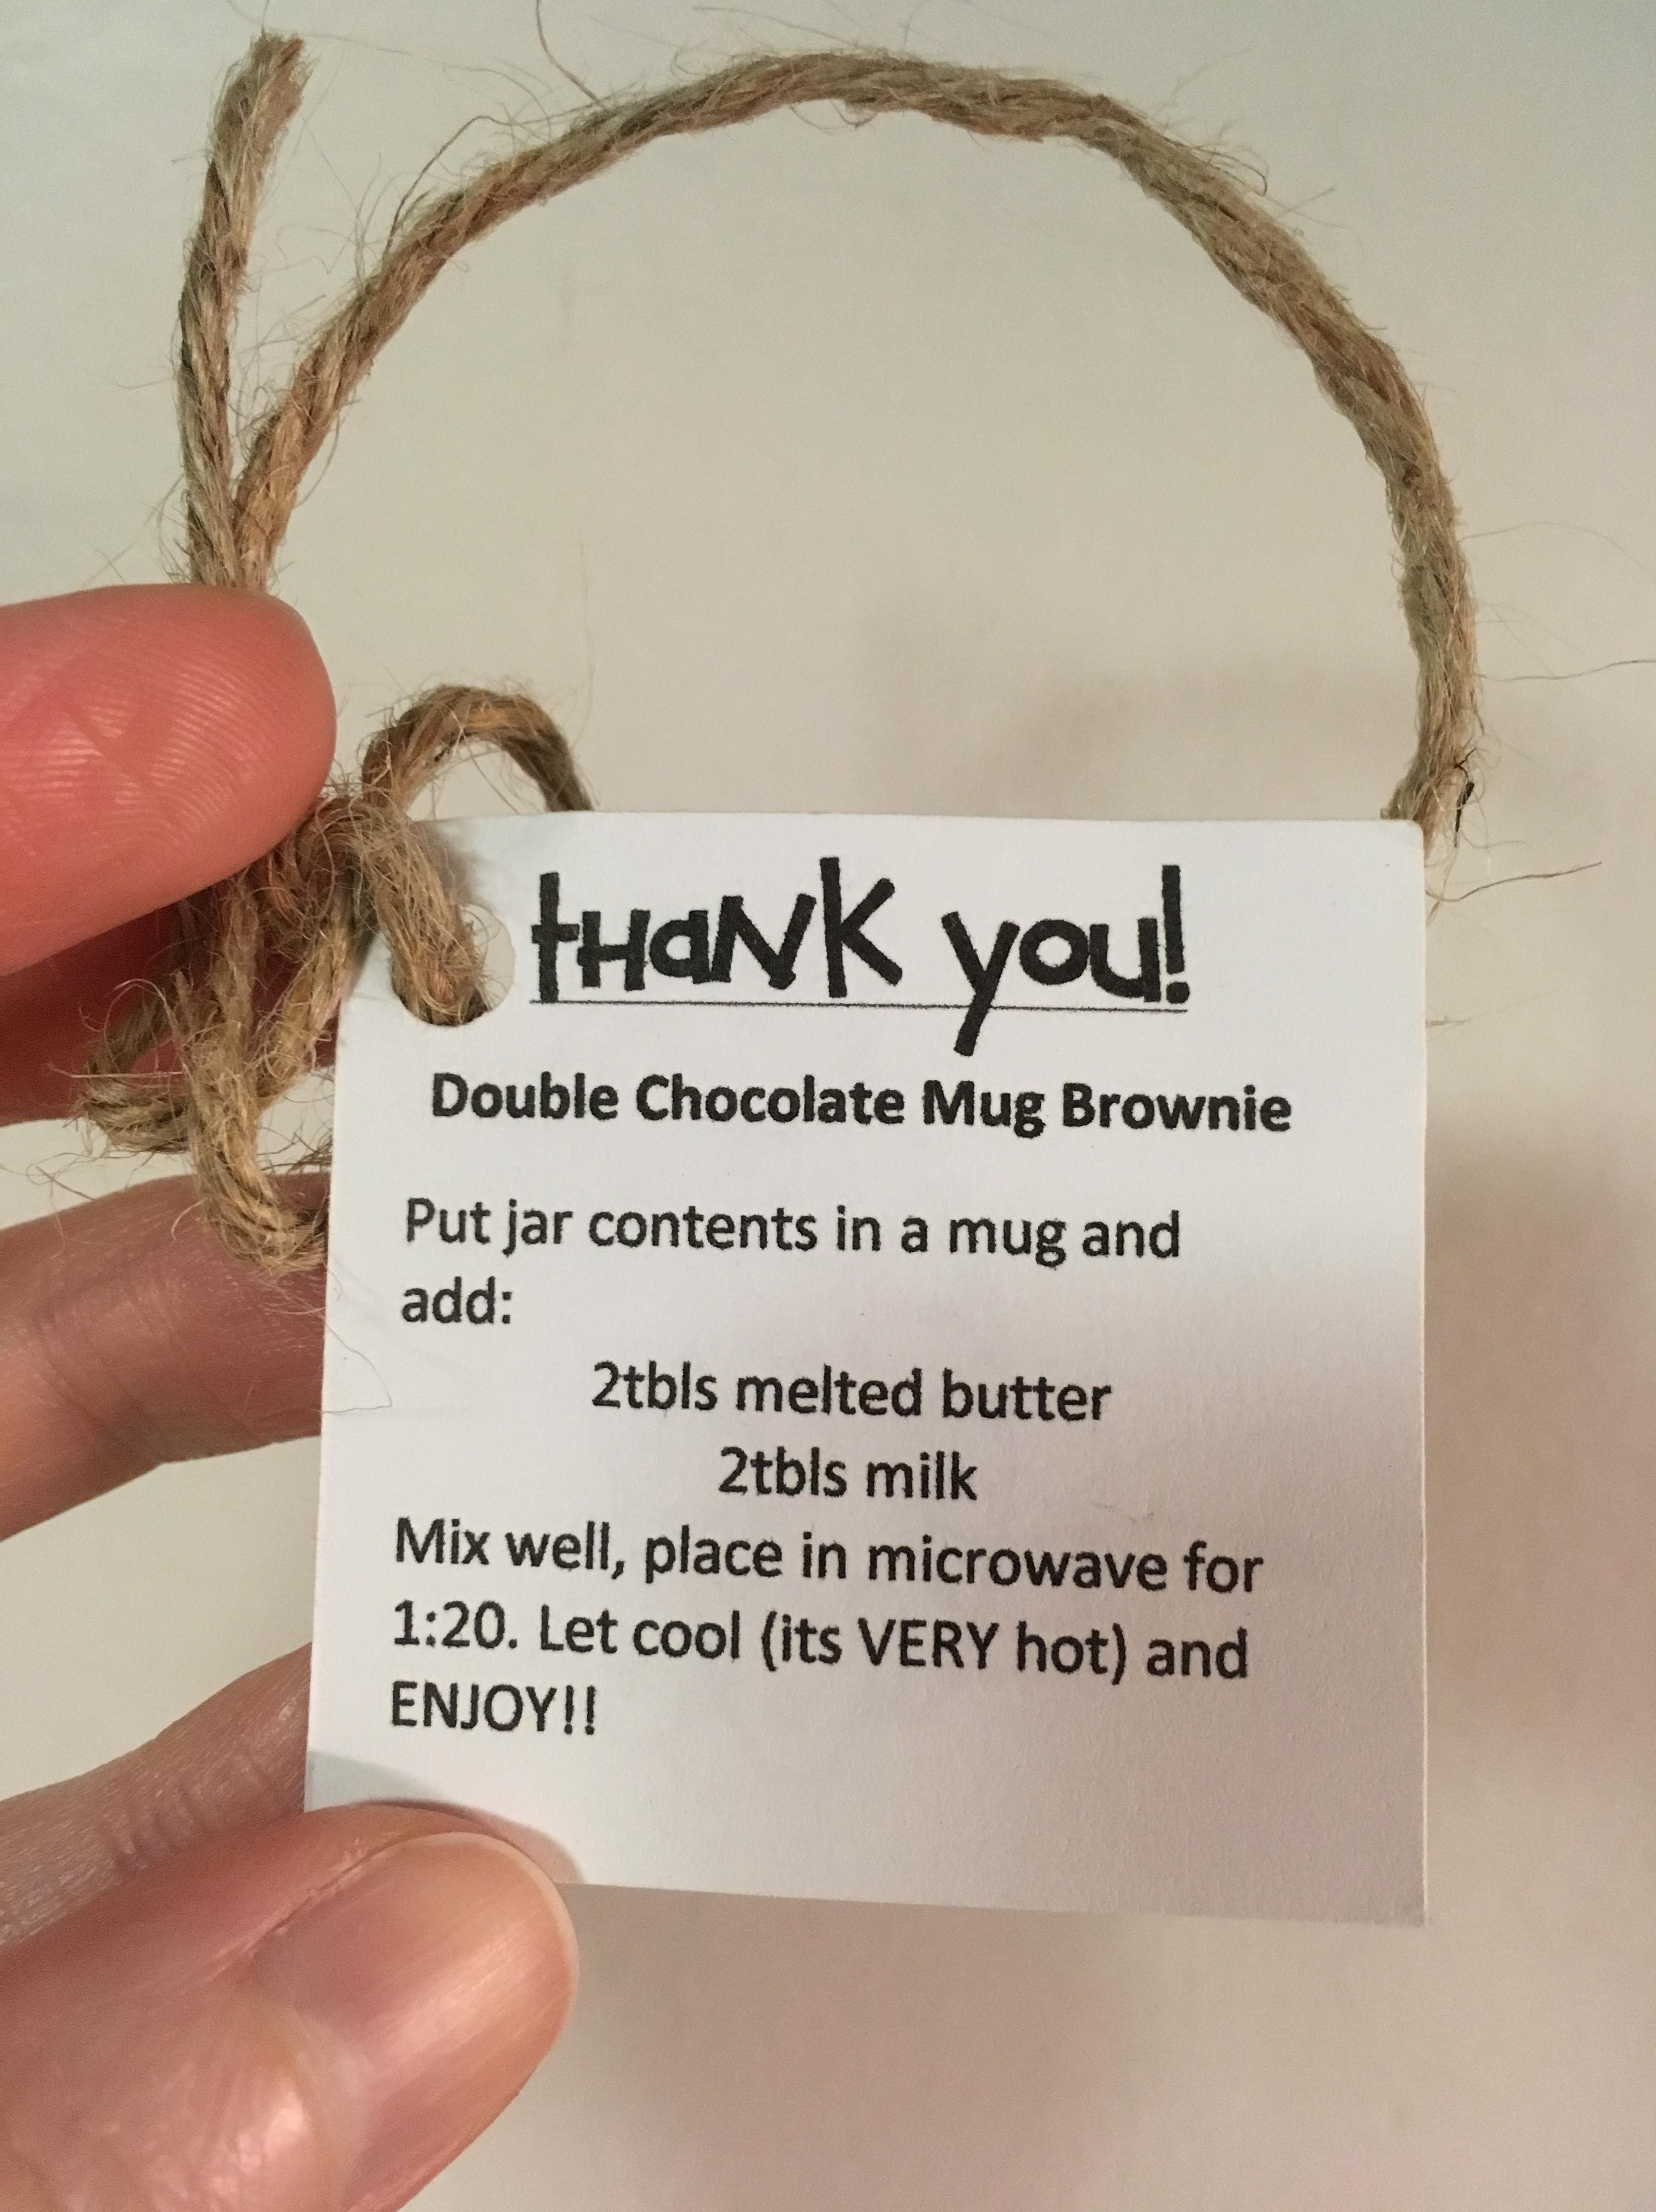 tHaNK you!
Double Chocolate Mug Brownie
Put jar contents in a mug and
add:
2tbls melted butter
2tbls milk
Mix well, place in microwave for
1:20. Let cool (its VERY hot) and
ENJOY!!